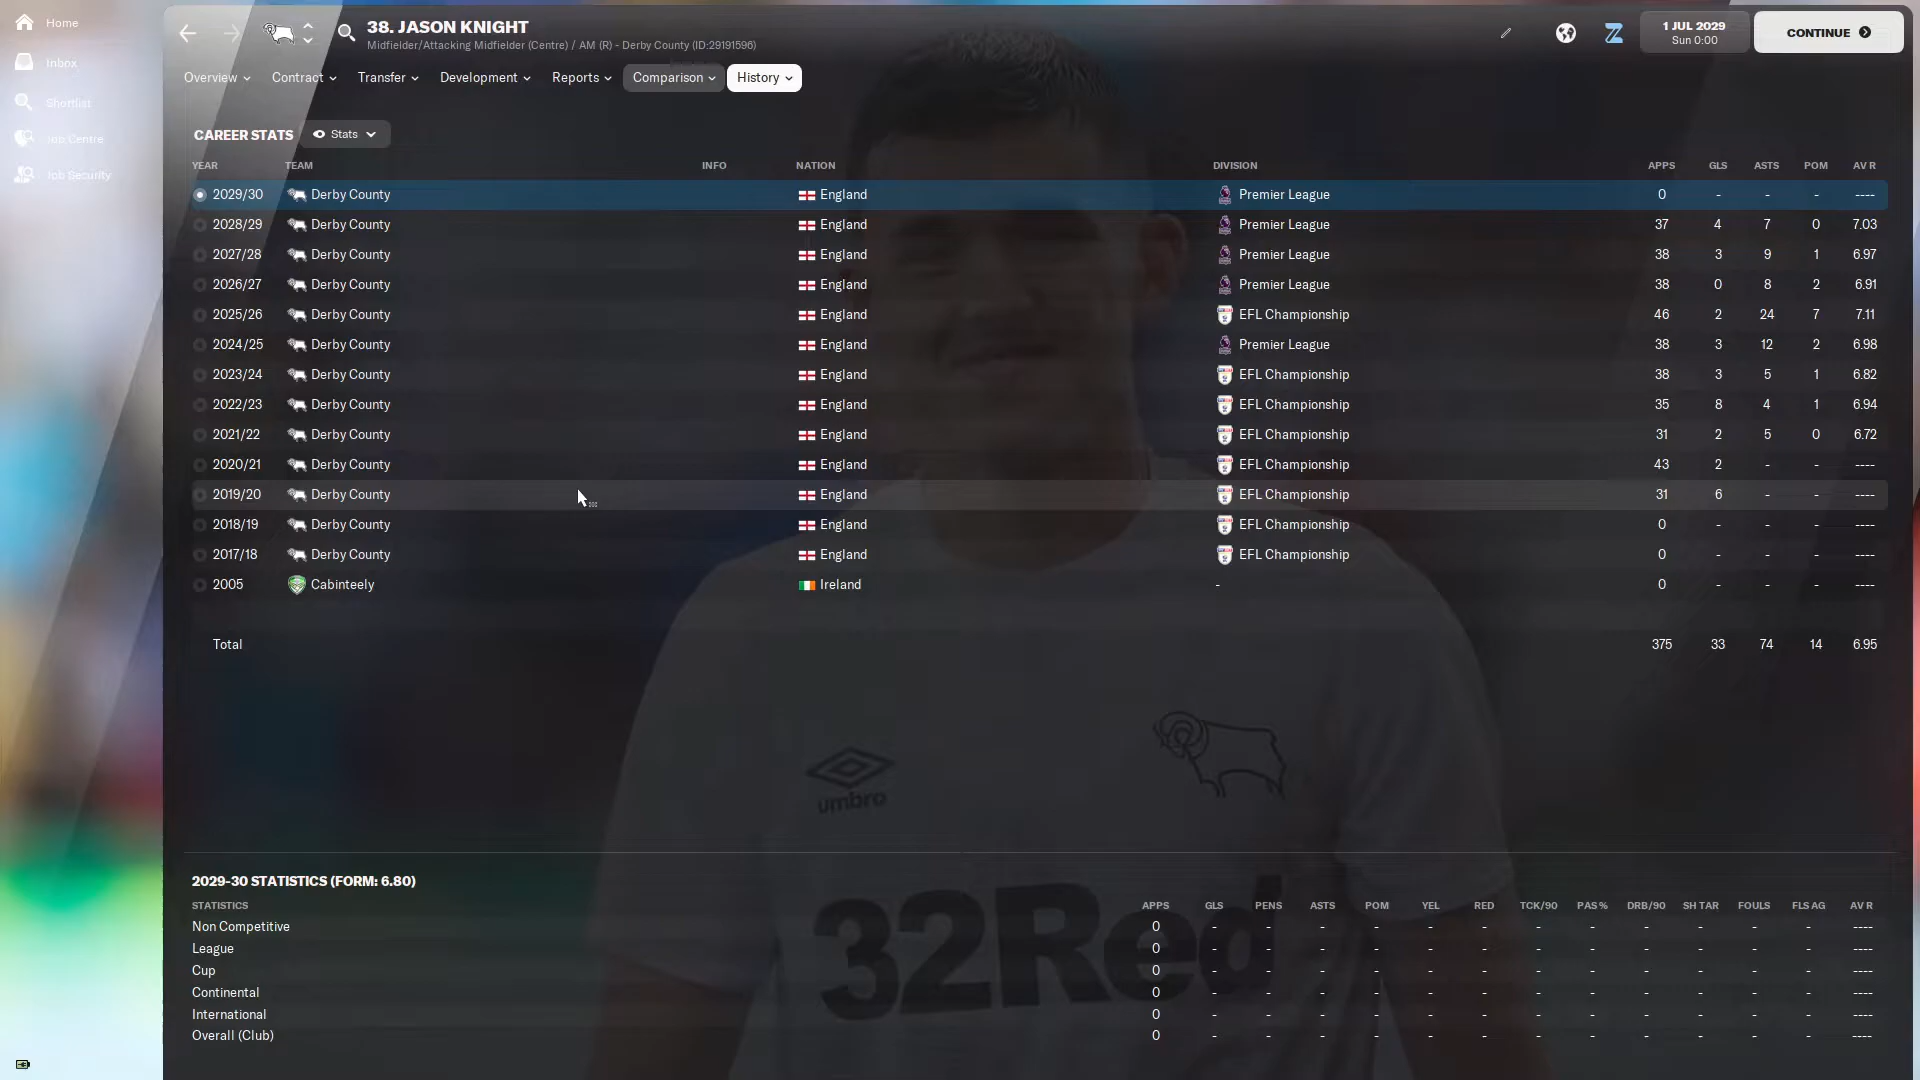 Home
Inbox
Shortlist
Job Centre
Job Security
38. JASON KNIGHT
Midfielder/Attacking Midfielder (Centre) / AM (R) - Derby County (ID:29191596)
1 JUL 2029
Sun 0:00
CONTINUE
Overview Contract Transfer Development Reports Comparison History
CAREER STATS Stats
YEAR TEAM INFO NATION DIVISION APPS GLS ASTS POM AV R
2029/30 Derby County England Premier League 0 - - - ----
2028/29 Derby County England Premier League 37 4 7 0 7.03
2027/28 Derby County England Premier League 38 3 9 1 6.97
2026/27 Derby County England Premier League 38 0 8 2 6.91
2025/26 Derby County England EFL Championship 46 2 24 7 7.11
2024/25 Derby County England Premier League 38 3 12 2 6.98
2023/24 Derby County England EFL Championship 38 3 5 1 6.82
2022/23 Derby County England EFL Championship 35 8 4 1 6.94
2021/22 Derby County England EFL Championship 31 2 5 0 6.72
2020/21 Derby County England EFL Championship 43 2 - - ----
2019/20 Derby County England EFL Championship 31 6 - - ----
2018/19 Derby County England EFL Championship 0 - - - ----
2017/18 Derby County England EFL Championship 0 - - - ----
2005 Cabinteely Ireland - 0 - - - ----
Total 375 33 74 14 6.95
umbro
32Red
2029-30 STATISTICS (FORM: 6.80)
STATISTICS APPS GLS PENS ASTS POM YEL RED TCK/90 PAS % DRB/90 SH TAR FOULS FLS AG AV R
Non Competitive 0 - - - - - - - - - - - - ----
League 0 - - - - - - - - - - - - ----
Cup 0 - - - - - - - - - - - - ----
Continental 0 - - - - - - - - - - - - ----
International 0 - - - - - - - - - - - - ----
Overall (Club) 0 - - - - - - - - - - - - ----